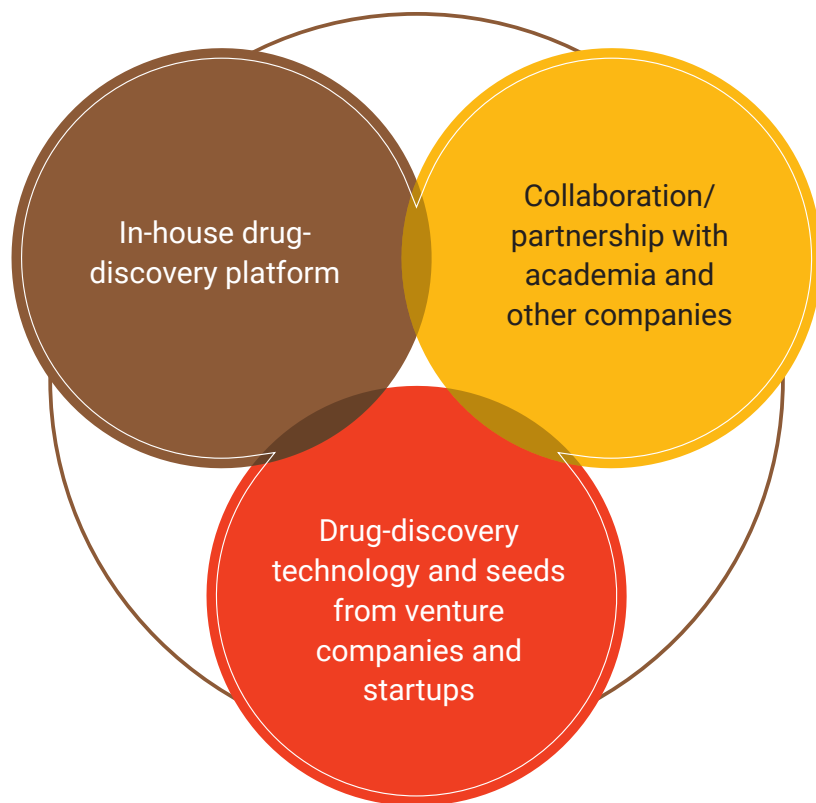 In-house drug-
discovery platform
Collaboration/
partnership with
academia and
other companies
Drug-discovery
technology and seeds
from venture
companies and
startups